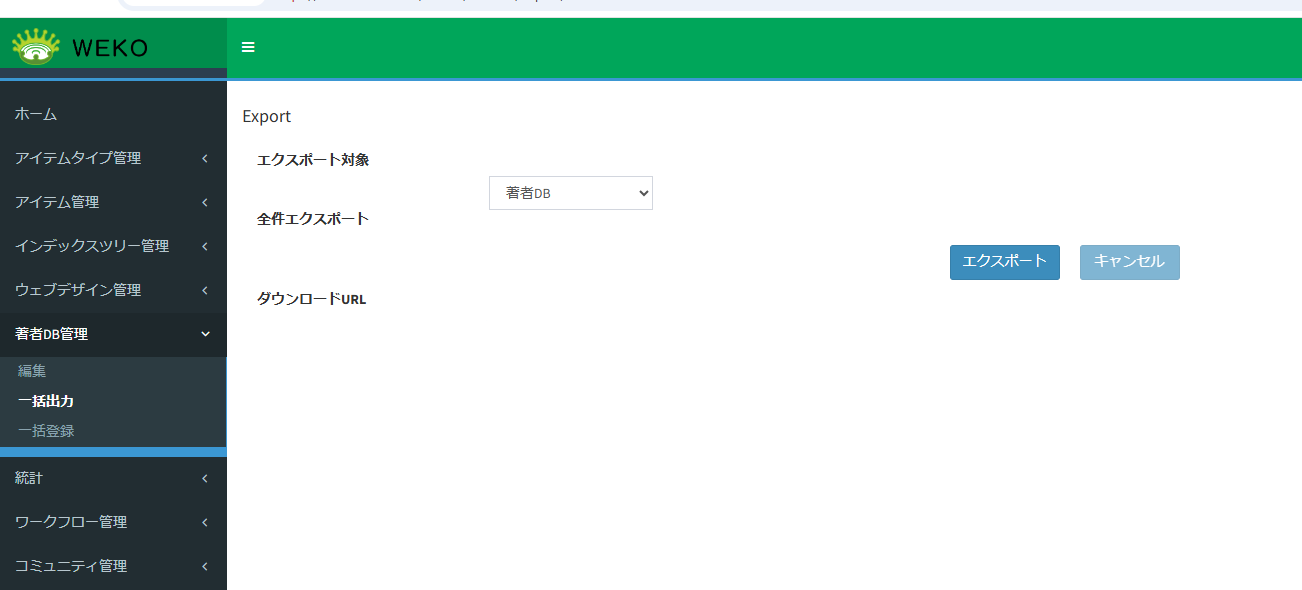 WEKO
ホーム
アイテムタイプ管理
アイテム管理
インデックスツリー管理
ウェブデザイン管理
著者DB管理
編集
一括出力
一括登録
統計
ワークフロー管理
コミュニティ管理
Export
エクスポート対象
著者DB
全件エクスポート
エクスポート キャンセル
ダウンロードURL